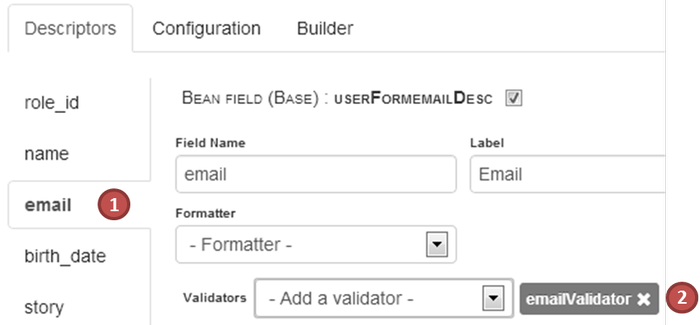 Descriptors Configuration Builder
role_id
name
email 1
birth_date
story
BEAN FIELD (BASE) : USERFORMEMAILDESC
Field Name Label
email Email
Formatter
- Formatter -
Validators - Add a validator - emailValidator ✖ 2